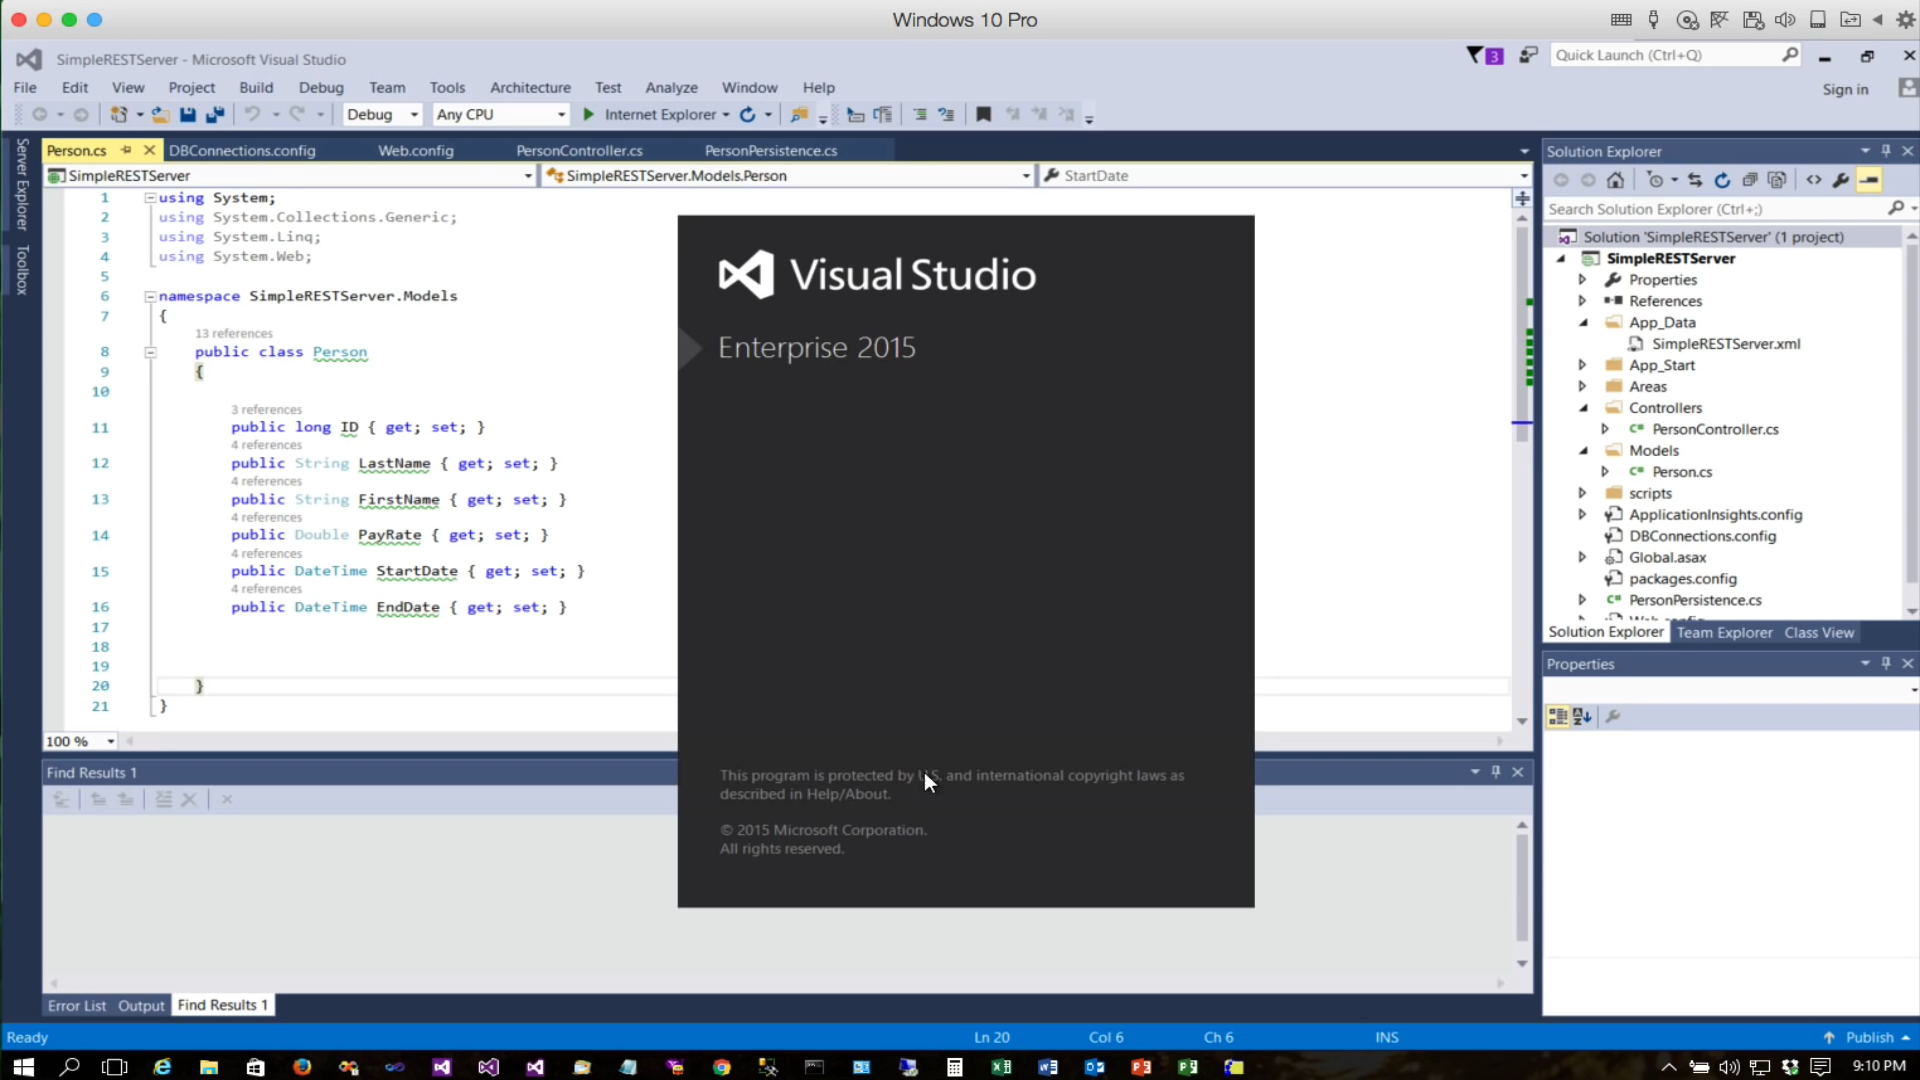 Windows 10 Pro
SimpleRESTServer - Microsoft Visual Studio
3
Quick Launch (Ctrl+Q)
File Edit View Project Build Debug Team Tools Architecture Test Analyze Window Help
Sign in
Debug Any CPU Internet Explorer
Server Explorer
Toolbox
Person.cs DBConnections.config Web.config PersonController.cs PersonPersistence.cs
SimpleRESTServer SimpleRESTServer.Models.Person StartDate
1 using System;
2 using System.Collections.Generic;
3 using System.Linq;
4 using System.Web;
5
6 namespace SimpleRESTServer.Models
7 {
13 references
8 public class Person
9 {
10
3 references
11 public long ID { get; set; }
4 references
12 public String LastName { get; set; }
4 references
13 public String FirstName { get; set; }
4 references
14 public Double PayRate { get; set; }
4 references
15 public DateTime StartDate { get; set; }
4 references
16 public DateTime EndDate { get; set; }
17
18
19
20 }
21 }
100 %
Visual Studio
Enterprise 2015
This program is protected by U.S. and international copyright laws as
described in Help/About.
© 2015 Microsoft Corporation.
All rights reserved.
Find Results 1
Error List Output Find Results 1
Solution Explorer
Search Solution Explorer (Ctrl+;)
Solution 'SimpleRESTServer' (1 project)
SimpleRESTServer
Properties
References
App_Data
SimpleRESTServer.xml
App_Start
Areas
Controllers
C# PersonController.cs
Models
C# Person.cs
scripts
ApplicationInsights.config
DBConnections.config
Global.asax
packages.config
C# PersonPersistence.cs
Solution Explorer Team Explorer Class View
Properties
Ready Ln 20 Col 6 Ch 6 INS Publish
9:10 PM